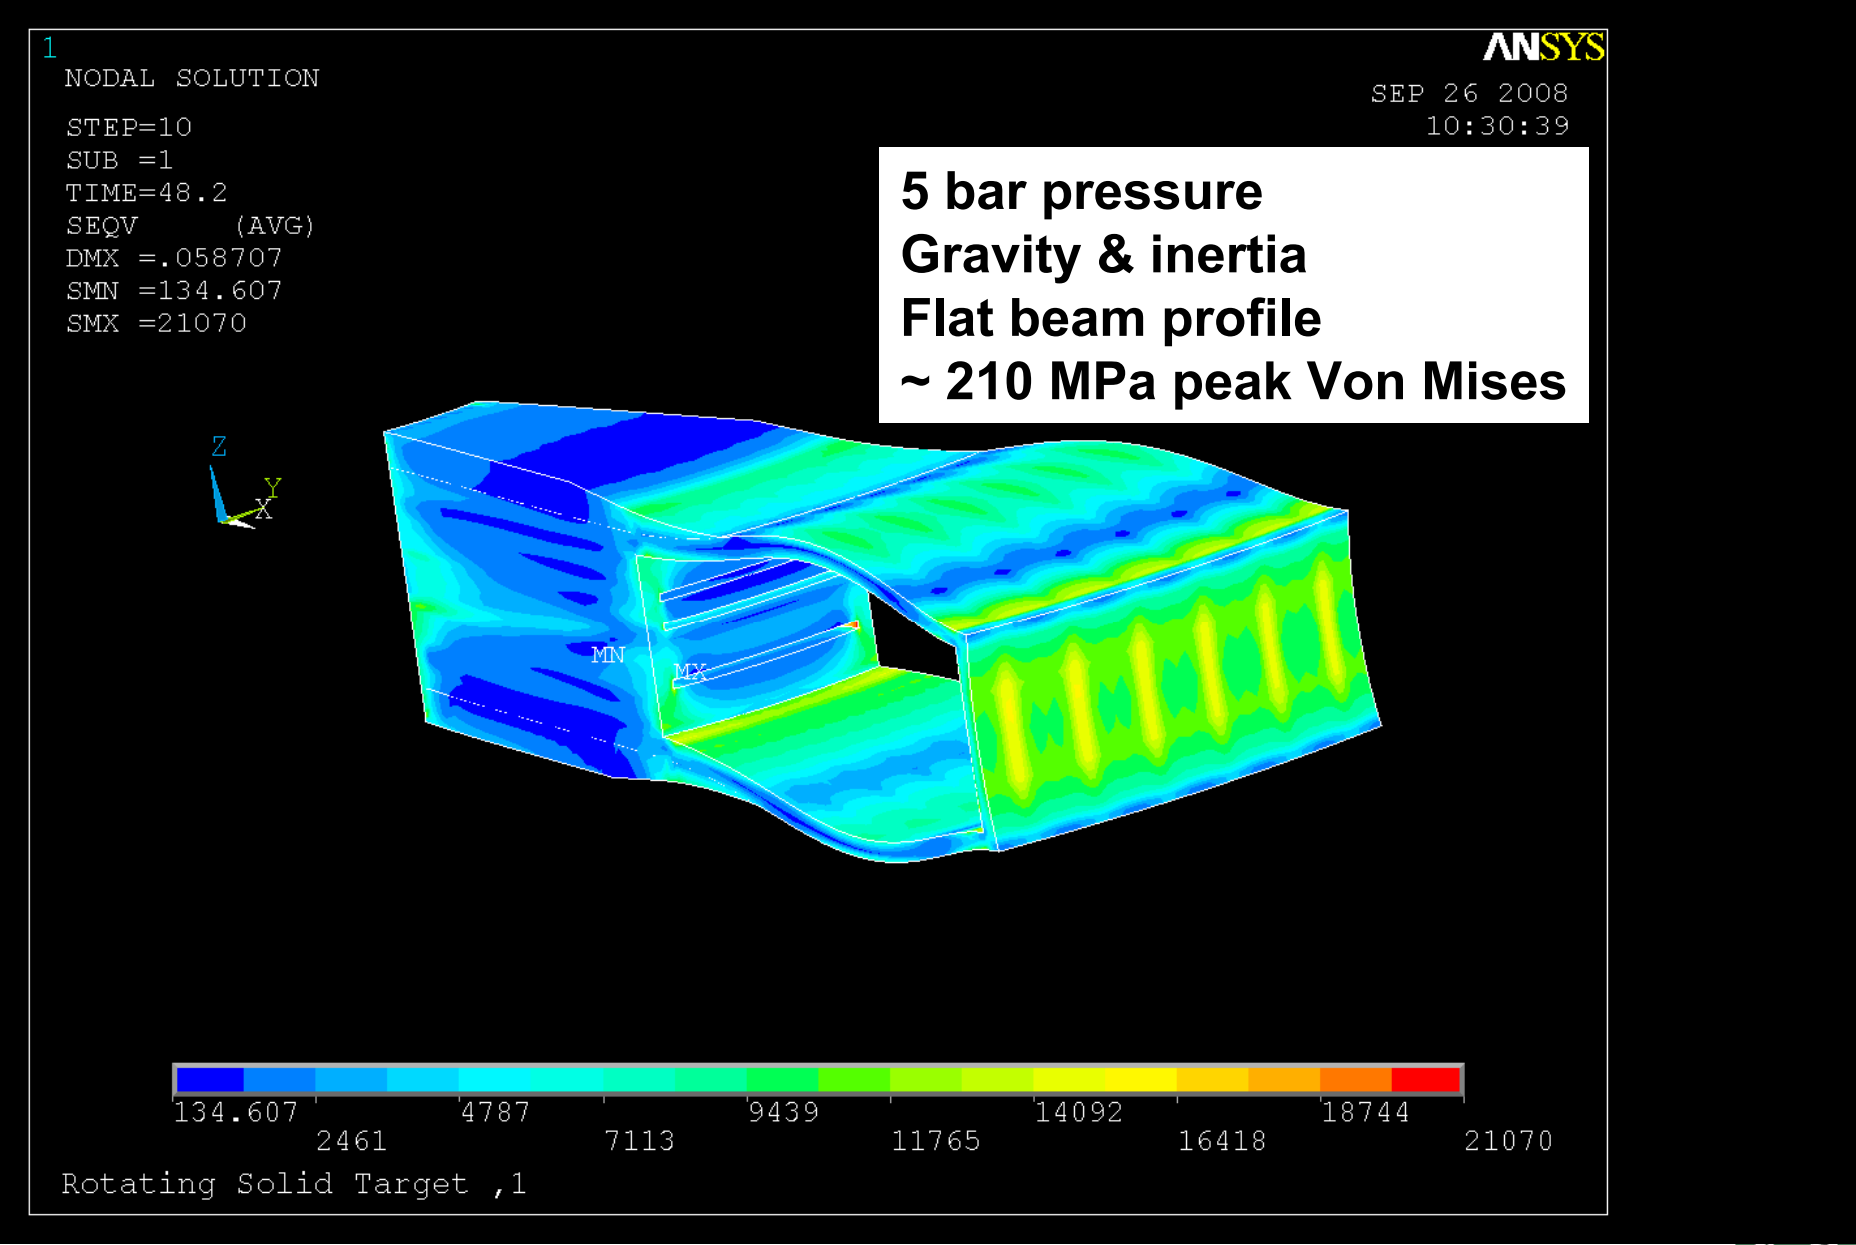 1
ANSYS
NODAL SOLUTION
SEP 26 2008
10:30:39
STEP=10
SUB =1
TIME=48.2
SEQV (AVG)
DMX =.058707
SMN =134.607
SMX =21070
5 bar pressure
Gravity & inertia
Flat beam profile
~ 210 MPa peak Von Mises
Z
Y
X
MN
MX
134.607 4787 9439 14092 18744
2461 7113 11765 16418 21070
Rotating Solid Target ,1